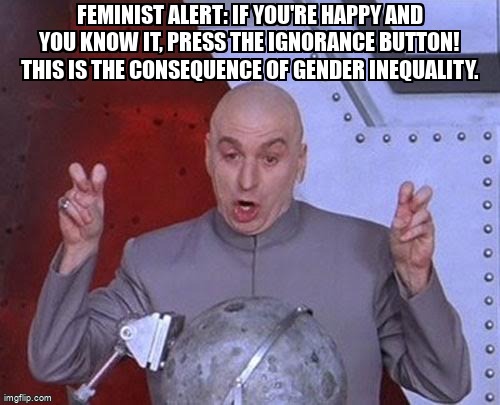 FEMINIST ALERT: IF YOU'RE HAPPY AND
YOU KNOW IT, PRESS THE IGNORANCE BUTTON!
THIS IS THE CONSEQUENCE OF GENDER INEQUALITY.
imgflip.com